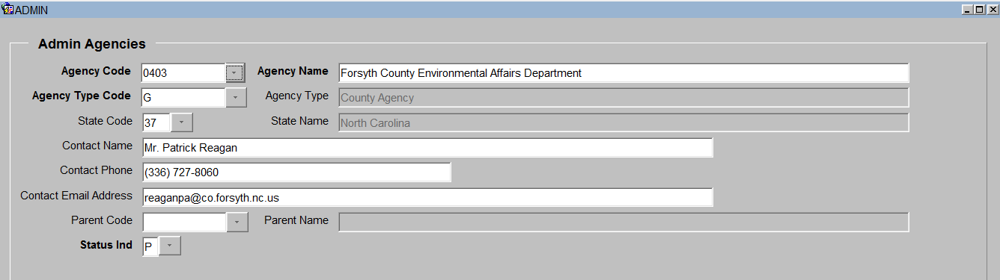 ADMIN
Admin Agencies
Agency Code 0403 Agency Name Forsyth County Environmental Affairs Department
Agency Type Code G Agency Type County Agency
State Code 37 State Name North Carolina
Contact Name Mr. Patrick Reagan
Contact Phone (336) 727-8060
Contact Email Address reaganpa@co.forsyth.nc.us
Parent Code Parent Name
Status Ind P